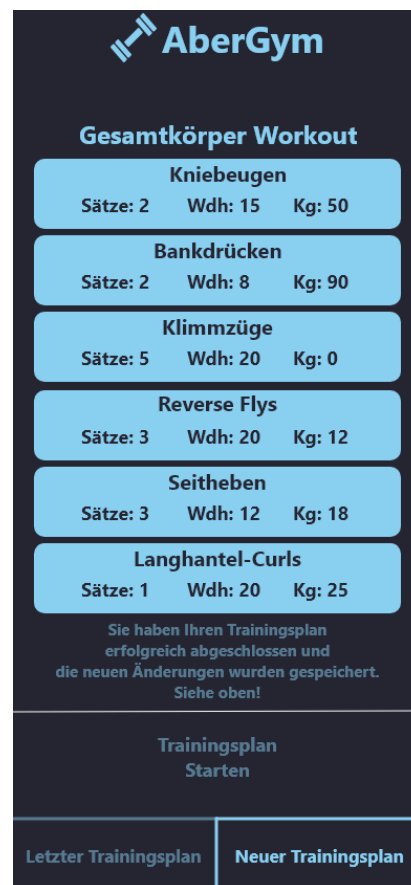 AberGym
Gesamtkörper Workout
Kniebeugen
Sätze: 2 Wdh: 15 Kg: 50
Bankdrücken
Sätze: 2 Wdh: 8 Kg: 90
Klimmzüge
Sätze: 5 Wdh: 20 Kg: 0
Reverse Flys
Sätze: 3 Wdh: 20 Kg: 12
Seitheben
Sätze: 3 Wdh: 12 Kg: 18
Langhantel-Curls
Sätze: 1 Wdh: 20 Kg: 25
Sie haben Ihren Trainingsplan
erfolgreich abgeschlossen und
die neuen Änderungen wurden gespeichert.
Siehe oben!
Trainingsplan
Starten
Letzter Trainingsplan Neuer Trainingsplan